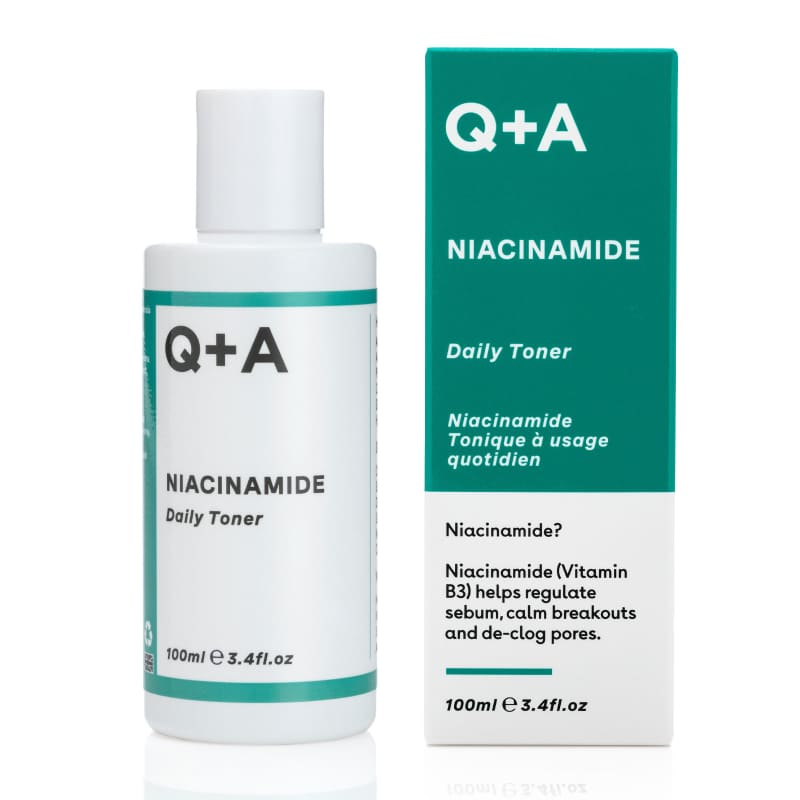 Q+A
NIACINAMIDE
Daily Toner
100ml ℮ 3.4fl.oz
Q+A
NIACINAMIDE
Daily Toner
Niacinamide
Tonique à usage
quotidien
Niacinamide?
Niacinamide (Vitamin
B3) helps regulate
sebum, calm breakouts
and de-clog pores.
100ml ℮ 3.4fl.oz